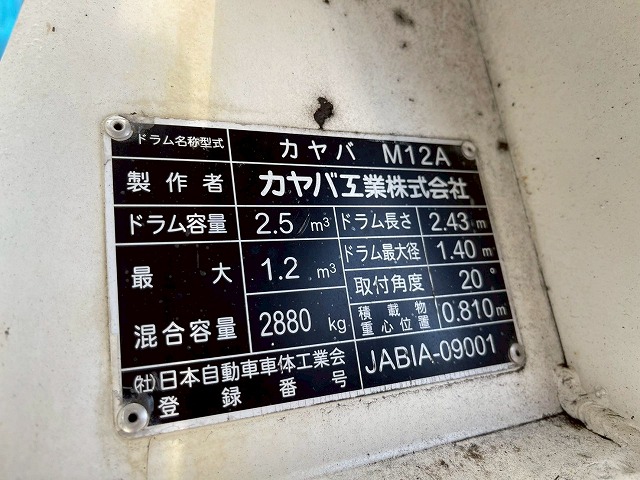 ドラム名称型式 カヤバ M12A
製作者 カヤバ工業株式会社
ドラム容量 2.5 m³ ドラム長さ 2.43 m
最大混合容量 1.2 m³ ドラム最大径 1.40 m
2880 kg 取付角度 20°
積載物重心位置 0.810 m
(社)日本自動車車体工業会
登録番号 JABIA-09001